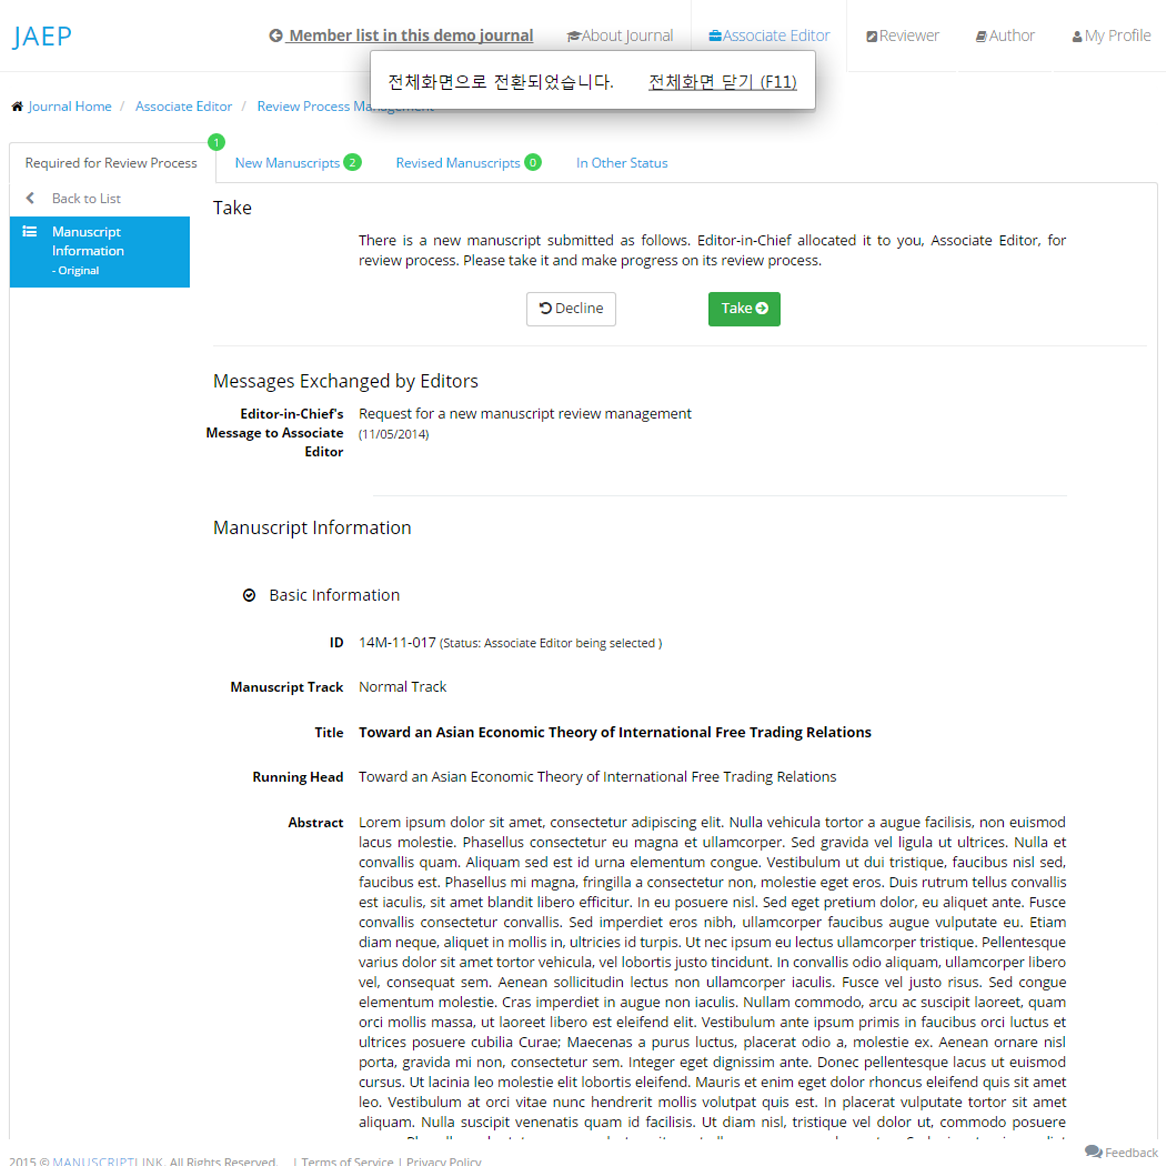 JAEP
Member list in this demo journal
About Journal
Associate Editor
Reviewer
Author
My Profile
전체화면으로 전환되었습니다. 전체화면 닫기 (F11)
Journal Home / Associate Editor / Review Process Management
Required for Review Process 1
New Manuscripts 2
Revised Manuscripts 0
In Other Status
Back to List
Manuscript
Information
- Original
Take
There is a new manuscript submitted as follows. Editor-in-Chief allocated it to you, Associate Editor, for
review process. Please take it and make progress on its review process.
Decline
Take
Messages Exchanged by Editors
Editor-in-Chief's
Message to Associate
Editor
Request for a new manuscript review management
(11/05/2014)
Manuscript Information
Basic Information
ID 14M-11-017 (Status: Associate Editor being selected )
Manuscript Track Normal Track
Title Toward an Asian Economic Theory of International Free Trading Relations
Running Head Toward an Asian Economic Theory of International Free Trading Relations
Abstract Lorem ipsum dolor sit amet, consectetur adipiscing elit. Nulla vehicula tortor a augue facilisis, non euismod
lacus molestie. Phasellus consectetur eu magna et ullamcorper. Sed gravida vel ligula ut ultrices. Nulla et
convallis quam. Aliquam sed est id urna elementum congue. Vestibulum ut dui tristique, faucibus nisl sed,
faucibus est. Phasellus mi magna, fringilla a consectetur non, molestie eget eros. Duis rutrum tellus convallis
est iaculis, sit amet blandit libero efficitur. In eu posuere nisl. Sed eget pretium dolor, eu aliquet ante. Fusce
convallis consectetur convallis. Sed imperdiet eros nibh, ullamcorper faucibus augue vulputate eu. Etiam
diam neque, aliquet in mollis in, ultricies id turpis. Ut nec ipsum eu lectus ullamcorper tristique. Pellentesque
varius dolor sit amet tortor vehicula, vel lobortis justo tincidunt. In convallis odio aliquam, ullamcorper libero
vel, consequat sem. Aenean sollicitudin lectus non ullamcorper iaculis. Fusce vel justo risus. Sed congue
elementum molestie. Cras imperdiet in augue non iaculis. Nullam commodo, arcu ac suscipit laoreet, quam
orci mollis massa, ut laoreet libero est eleifend elit. Vestibulum ante ipsum primis in faucibus orci luctus et
ultrices posuere cubilia Curae; Maecenas a purus luctus, placerat odio a, molestie ex. Aenean ornare nisl
porta, gravida mi non, consectetur sem. Integer eget dignissim ante. Donec pellentesque lacus ut euismod
cursus. Ut lacinia leo molestie elit lobortis eleifend. Mauris et enim eget dolor rhoncus eleifend quis sit amet
leo. Vestibulum at orci vitae nunc hendrerit mollis volutpat quis est. In placerat vulputate tortor sit amet
aliquam. Nulla suscipit venenatis quam id facilisis. Ut diam nisl, tristique vel dolor ut, commodo posuere
Feedback
2015 © MANUSCRIPTLINK. All Rights Reserved. | Terms of Service | Privacy Policy